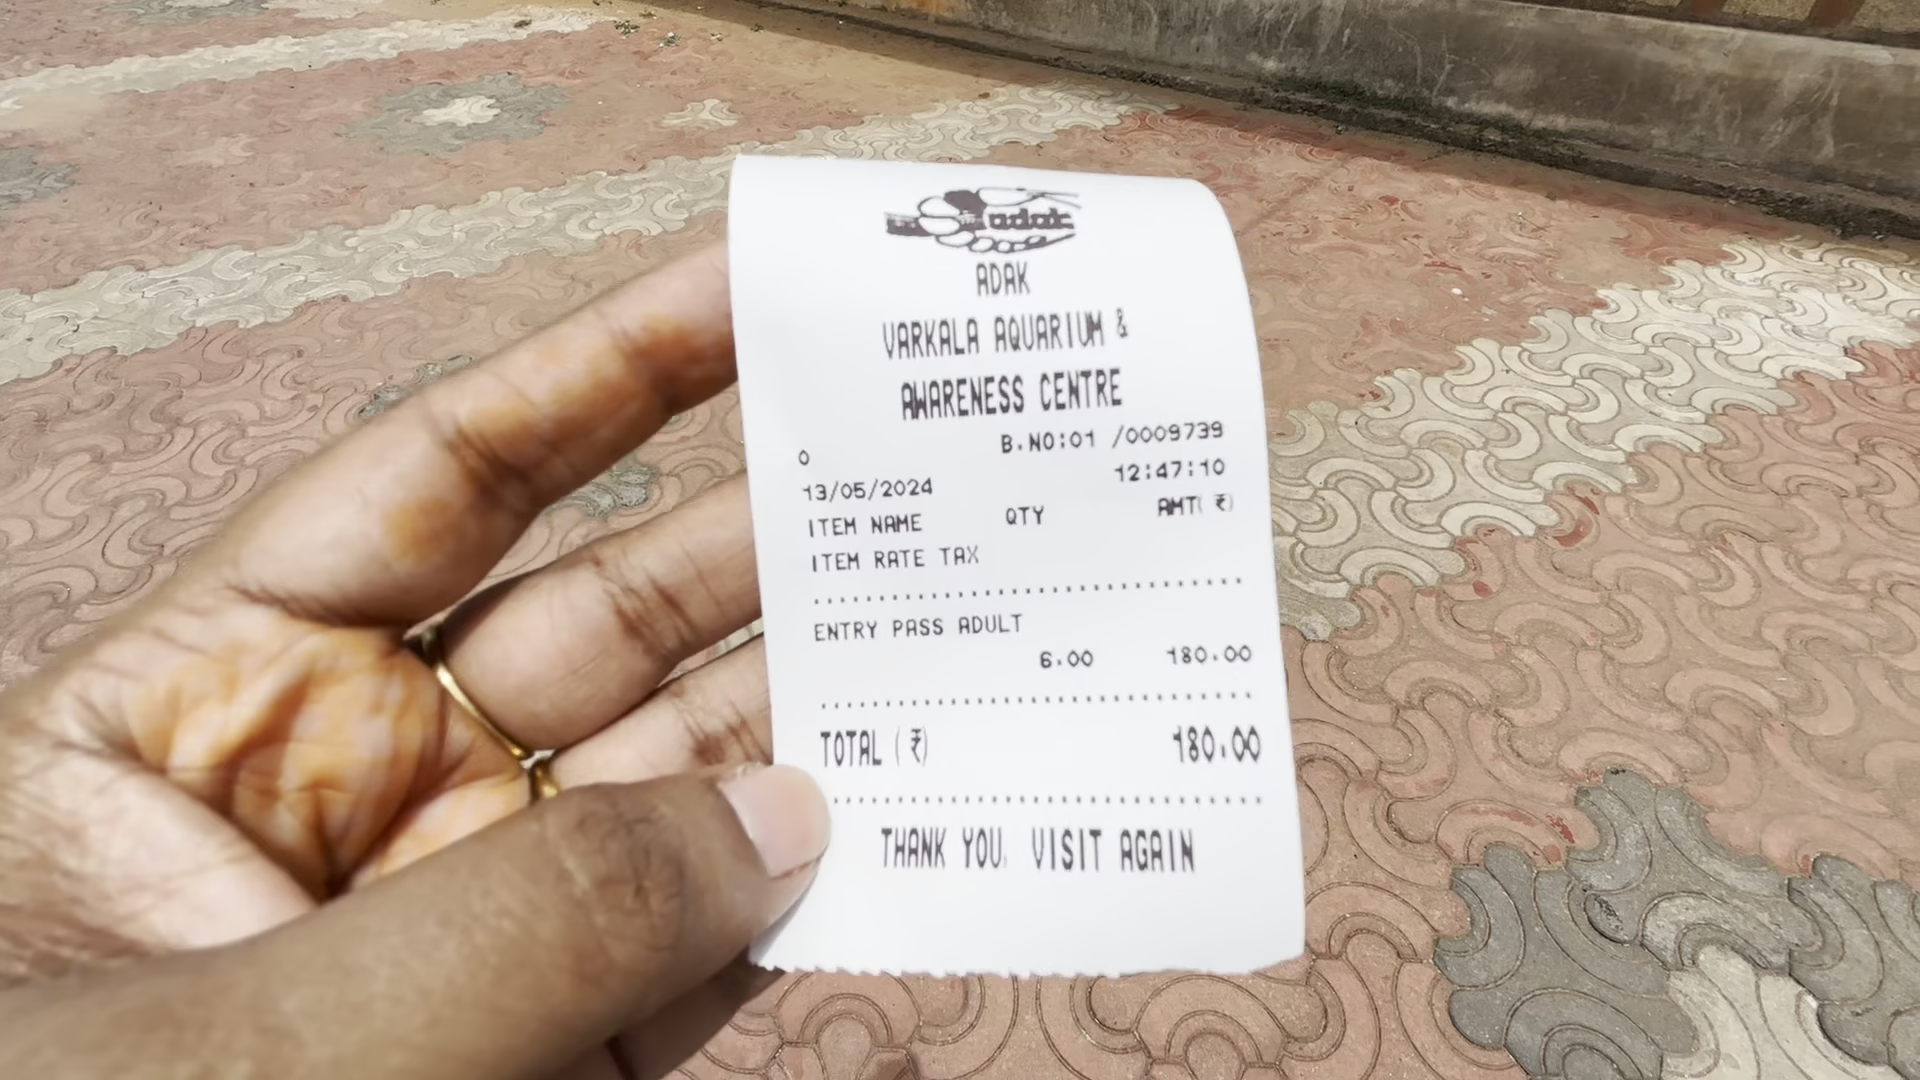 adak
ADAK
VARKALA AQUARIUM &
AWARENESS CENTRE
0 B.NO:01 /0009739
13/05/2024 12:47:10
ITEM NAME QTY AMT( ₹)
ITEM RATE TAX
ENTRY PASS ADULT
6.00 180.00
TOTAL (₹) 180.00
THANK YOU, VISIT AGAIN